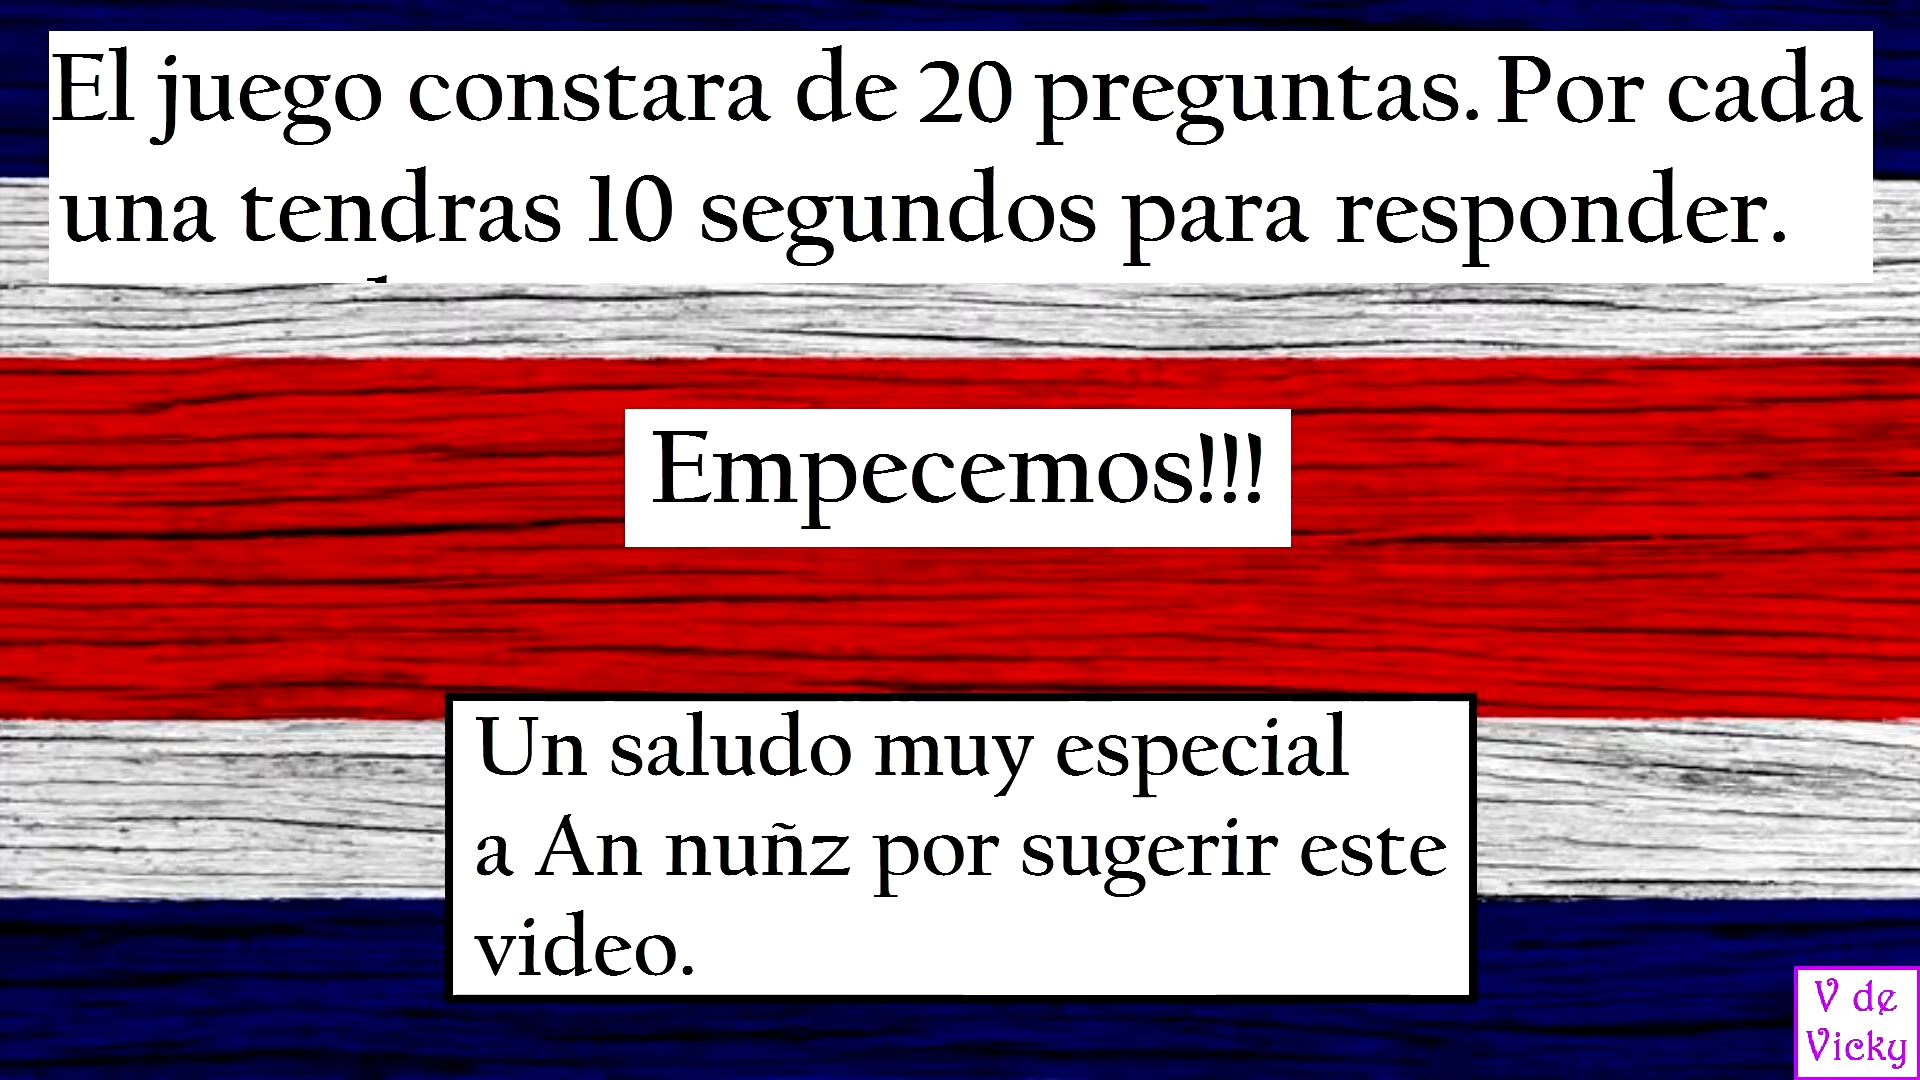 El juego constara de 20 preguntas. Por cada
una tendras 10 segundos para responder.
Empecemos!!!
Un saludo muy especial
a An nuñz por sugerir este
video.
V de
Vicky